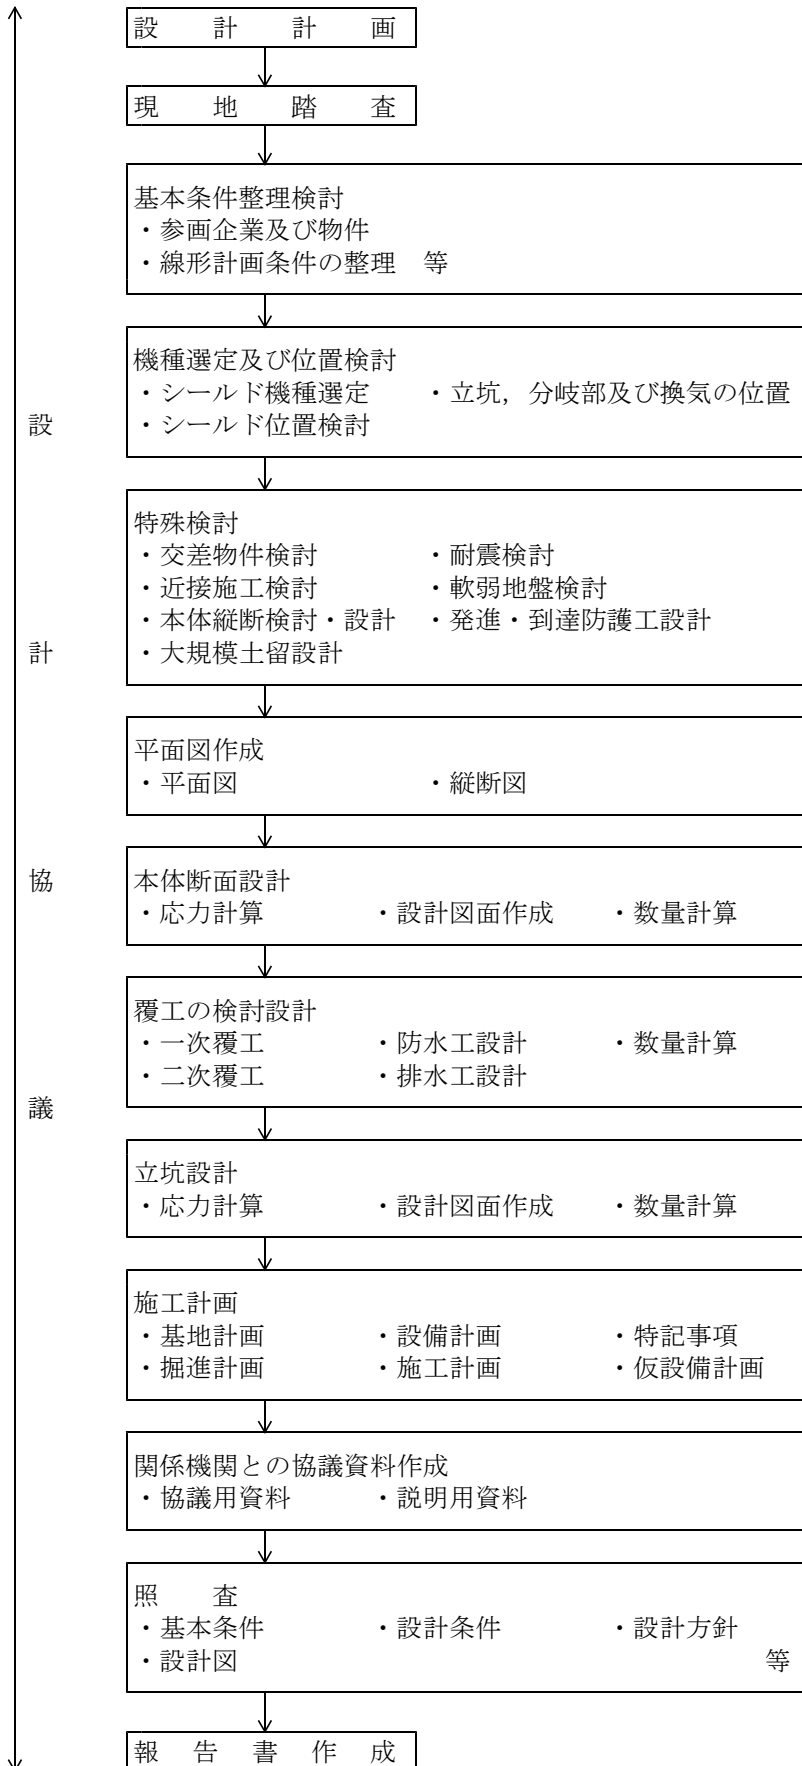 設計計画
現地踏査
基本条件整理検討
・参画企業及び物件
・線形計画条件の整理 等
機種選定及び位置検討
・シールド機種選定 ・立坑，分岐部及び換気の位置
・シールド位置検討
特殊検討
・交差物件検討 ・耐震検討
・近接施工検討 ・軟弱地盤検討
・本体縦断検討・設計 ・発進・到達防護工設計
・大規模土留設計
平面図作成
・平面図 ・縦断図
本体断面設計
・応力計算 ・設計図面作成 ・数量計算
覆工の検討設計
・一次覆工 ・防水工設計 ・数量計算
・二次覆工 ・排水工設計
立坑設計
・応力計算 ・設計図面作成 ・数量計算
施工計画
・基地計画 ・設備計画 ・特記事項
・掘進計画 ・施工計画 ・仮設備計画
関係機関との協議資料作成
・協議用資料 ・説明用資料
照査
・基本条件 ・設計条件 ・設計方針
・設計図 等
報告書作成
設計協議